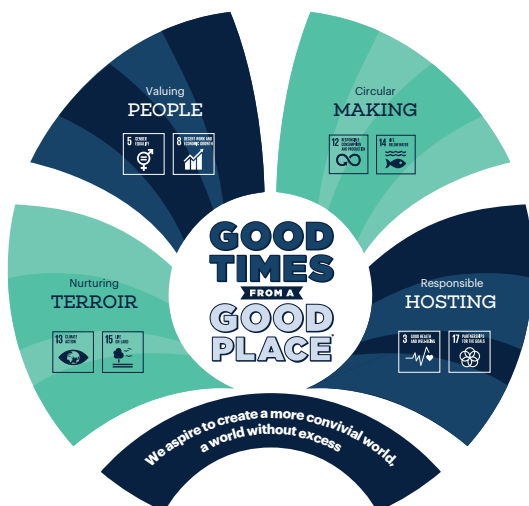 Valuing
PEOPLE
5 GENDER
EQUALITY
8 DECENT WORK AND
ECONOMIC GROWTH
Circular
MAKING
12 RESPONSIBLE
CONSUMPTION
AND PRODUCTION
14 LIFE
BELOW WATER
Nurturing
TERROIR
13 CLIMATE
ACTION
15 LIFE
ON LAND
GOOD
TIMES
FROM A
GOOD
PLACE
Responsible
HOSTING
3 GOOD HEALTH
AND WELL-BEING
17 PARTNERSHIPS
FOR THE GOALS
We aspire to create a more convivial world,
a world without excess